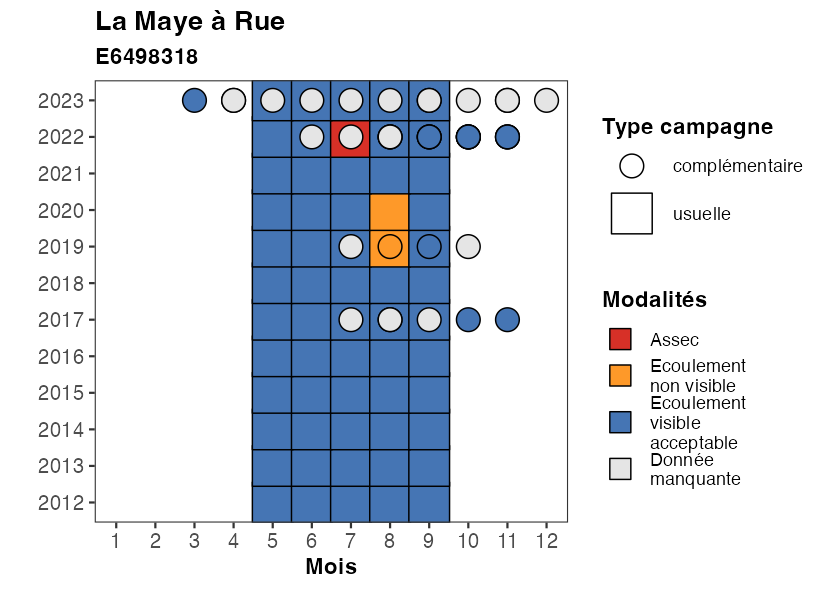 La Maye à Rue
E6498318
2023
2022
2021
2020
2019
2018
2017
2016
2015
2014
2013
2012
1 2 3 4 5 6 7 8 9 10 11 12
Mois
Type campagne
complémentaire
usuelle
Modalités
Assec
Ecoulement
non visible
Ecoulement
visible
acceptable
Donnée
manquante